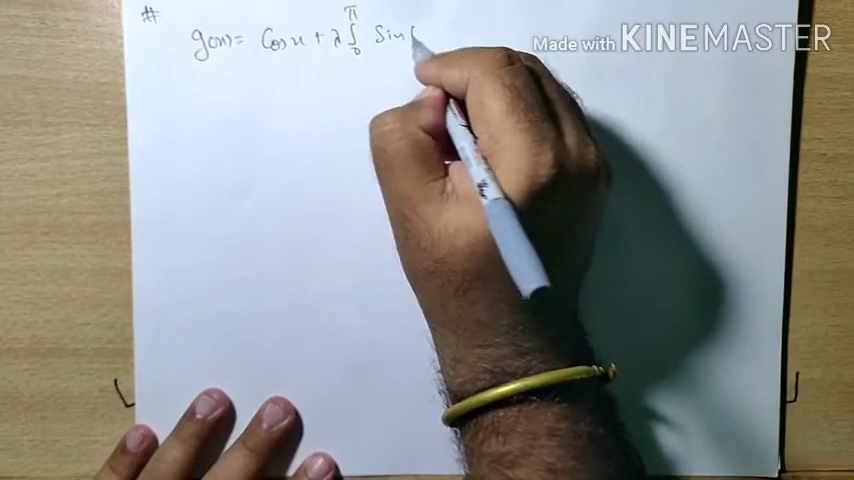 Made with KINEMASTER
# g(x) = Cos x + λ ∫₀^π Sin(